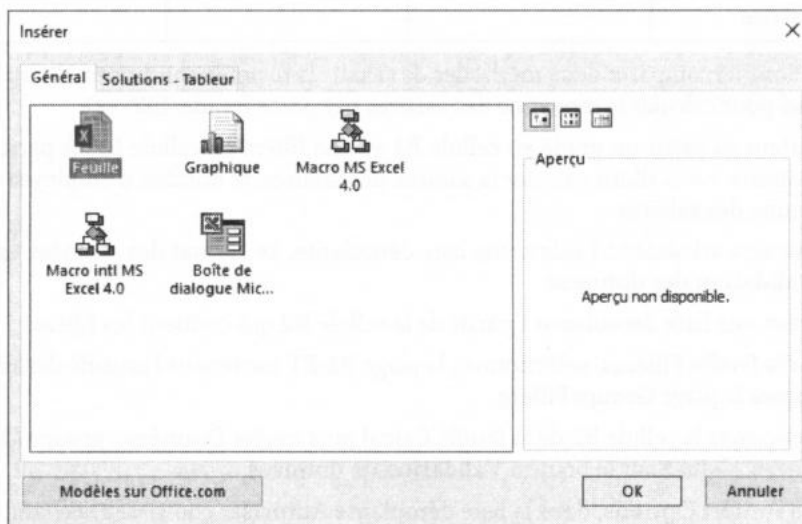 Insérer
Général
Solutions - Tableur
Feuille
Graphique
Macro MS Excel
4.0
Macro intl MS
Excel 4.0
Boîte de
dialogue Mic...
Aperçu
Aperçu non disponible.
Modèles sur Office.com
OK
Annuler